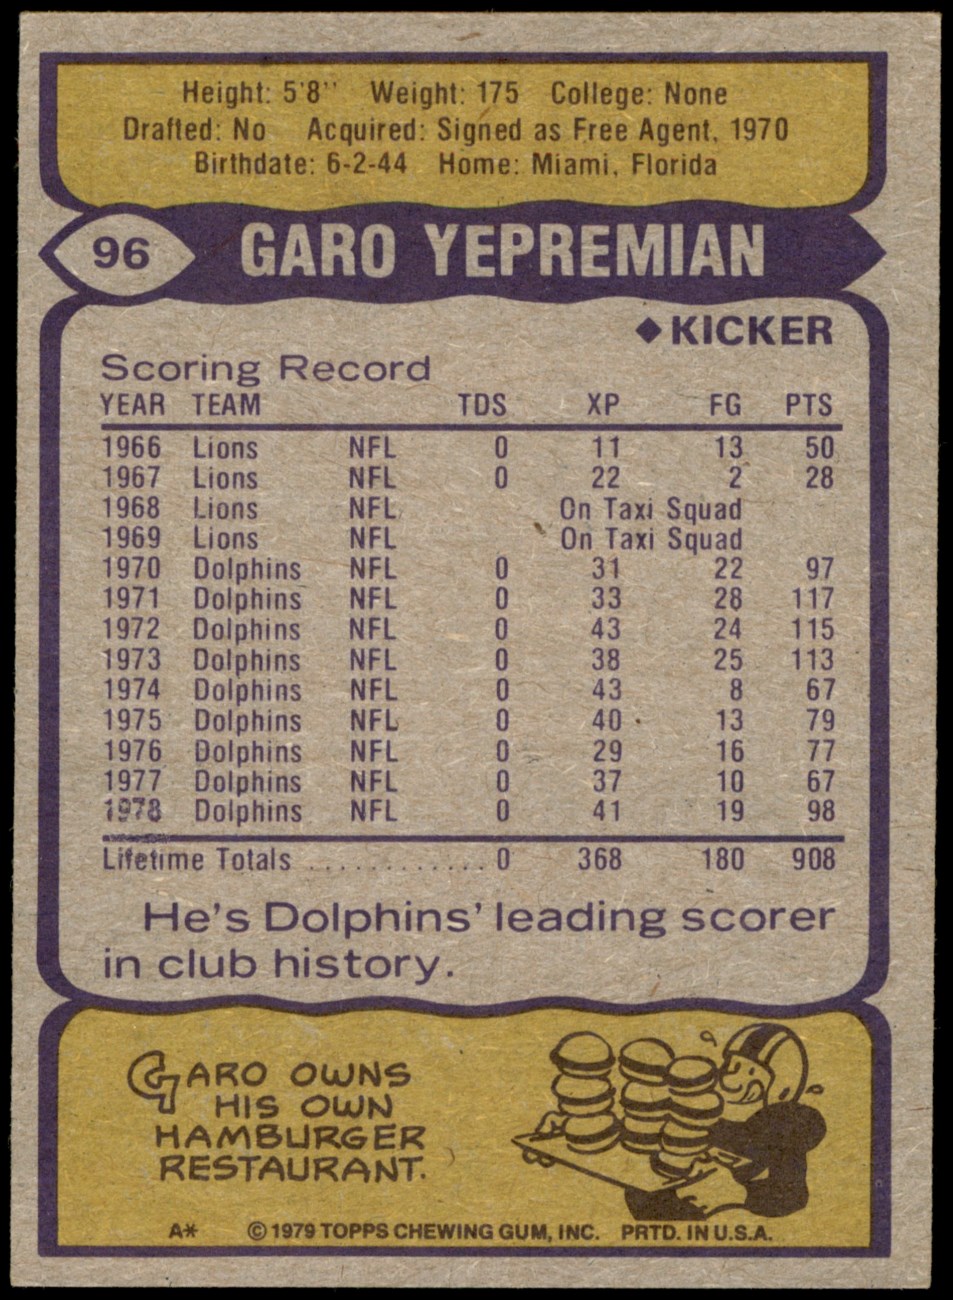 Height: 5'8'' Weight: 175 College: None
Drafted: No Acquired: Signed as Free Agent, 1970
Birthdate: 6-2-44 Home: Miami, Florida
96 GARO YEPREMIAN
◆KICKER
Scoring Record
YEAR TEAM TDS XP FG PTS
1966 Lions NFL 0 11 13 50
1967 Lions NFL 0 22 2 28
1968 Lions NFL On Taxi Squad
1969 Lions NFL On Taxi Squad
1970 Dolphins NFL 0 31 22 97
1971 Dolphins NFL 0 33 28 117
1972 Dolphins NFL 0 43 24 115
1973 Dolphins NFL 0 38 25 113
1974 Dolphins NFL 0 43 8 67
1975 Dolphins NFL 0 40 13 79
1976 Dolphins NFL 0 29 16 77
1977 Dolphins NFL 0 37 10 67
1978 Dolphins NFL 0 41 19 98
Lifetime Totals ............ 0 368 180 908
He's Dolphins' leading scorer
in club history.
GARO OWNS
HIS OWN
HAMBURGER
RESTAURANT.
A* © 1979 TOPPS CHEWING GUM, INC. PRTD. IN U.S.A.